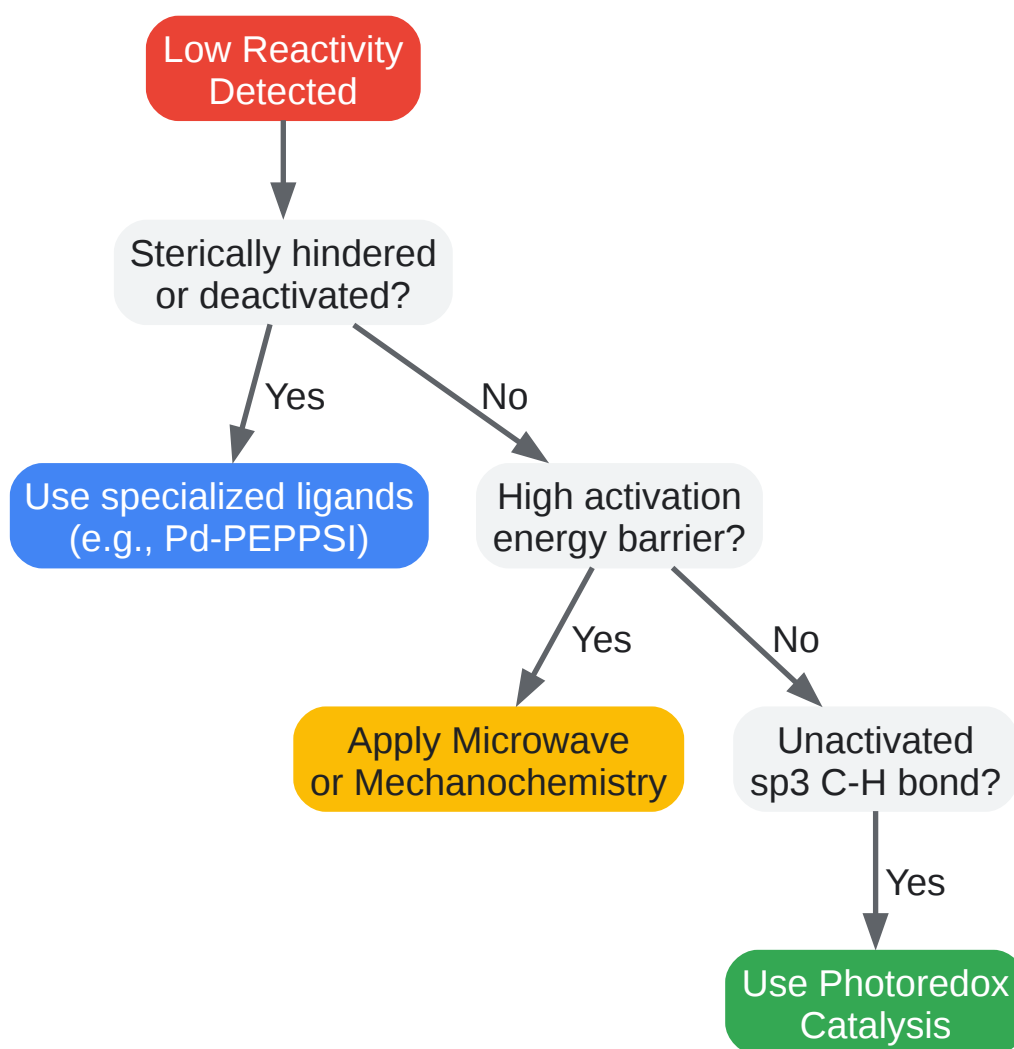 Low Reactivity
Detected
Sterically hindered
or deactivated?
Yes
No
Use specialized ligands
(e.g., Pd-PEPPSI)
High activation
energy barrier?
Yes
No
Apply Microwave
or Mechanochemistry
Unactivated
sp3 C-H bond?
Yes
Use Photoredox
Catalysis